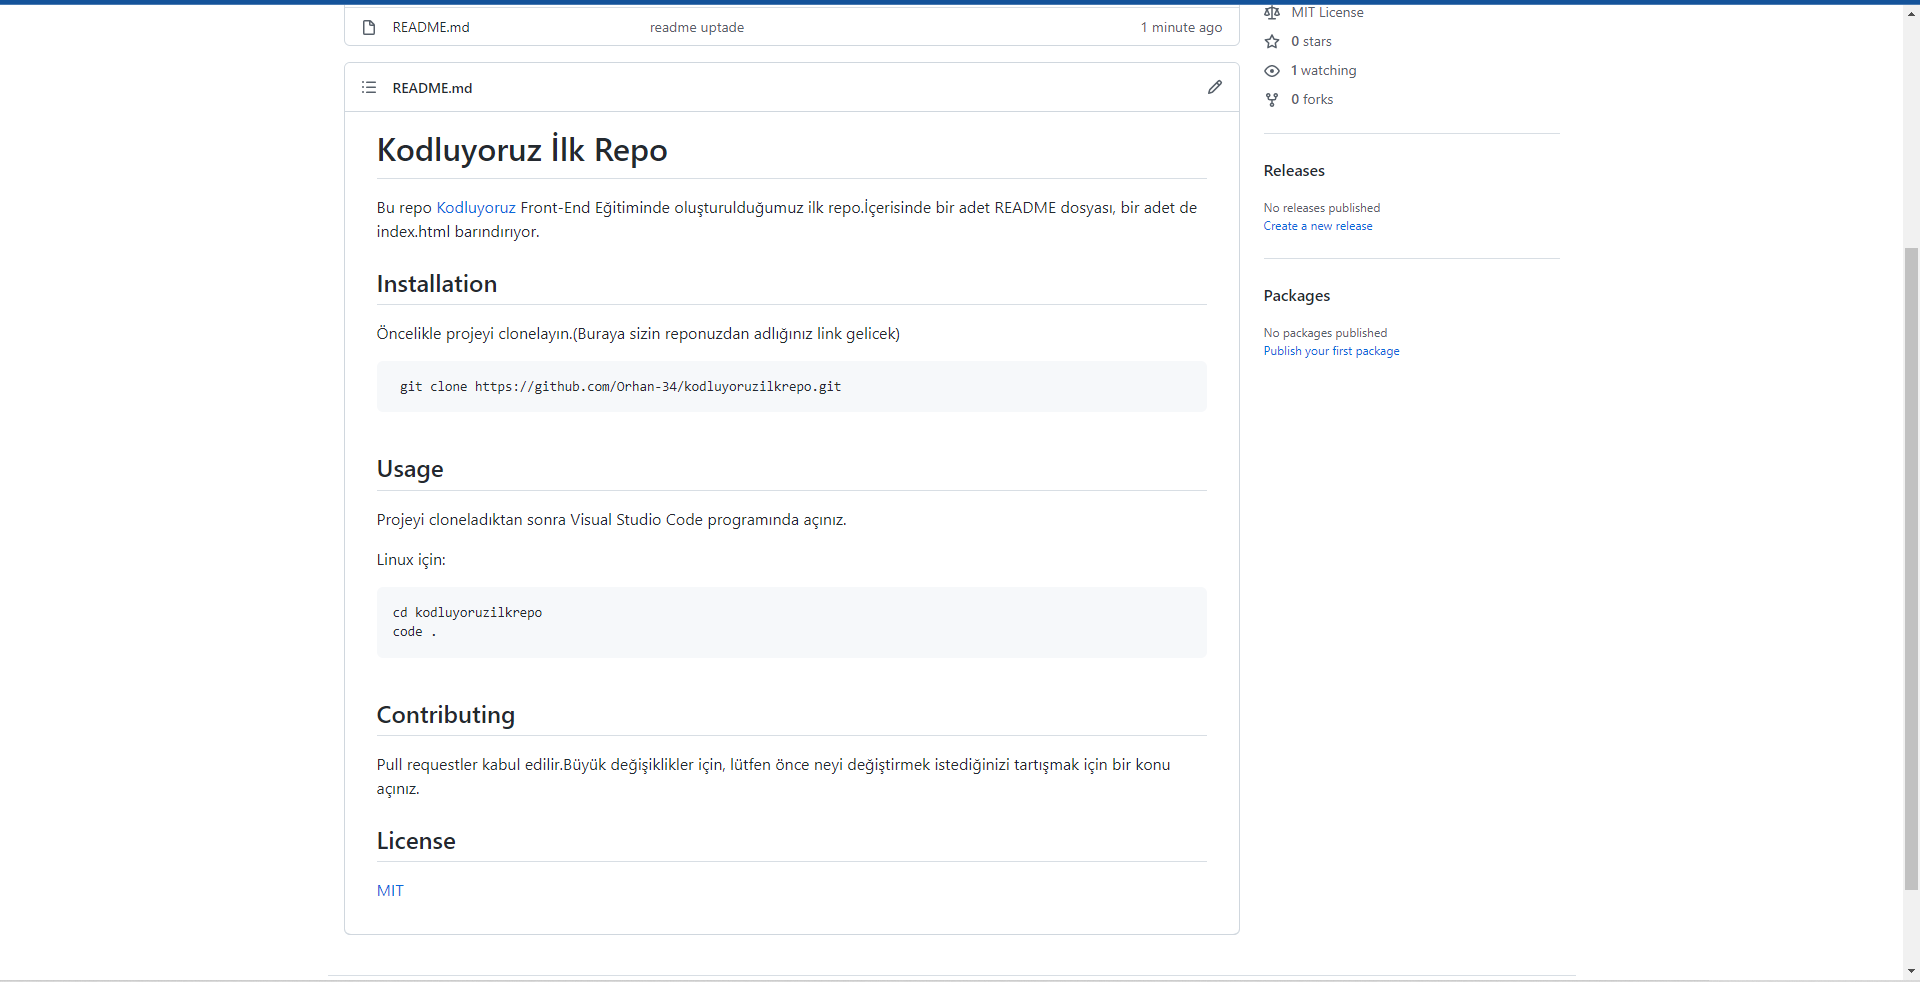 README.md readme uptade 1 minute ago
README.md
Kodluyoruz İlk Repo
Bu repo Kodluyoruz Front-End Eğitiminde oluşturulduğumuz ilk repo.İçerisinde bir adet README dosyası, bir adet de
index.html barındırıyor.
Installation
Öncelikle projeyi clonelayın.(Buraya sizin reponuzdan adlığınız link gelicek)
git clone https://github.com/Orhan-34/kodluyoruzilkrepo.git
Usage
Projeyi cloneladıktan sonra Visual Studio Code programında açınız.
Linux için:
cd kodluyoruzilkrepo
code .
Contributing
Pull requestler kabul edilir.Büyük değişiklikler için, lütfen önce neyi değiştirmek istediğinizi tartışmak için bir konu
açınız.
License
MIT
MIT License
0 stars
1 watching
0 forks
Releases
No releases published
Create a new release
Packages
No packages published
Publish your first package